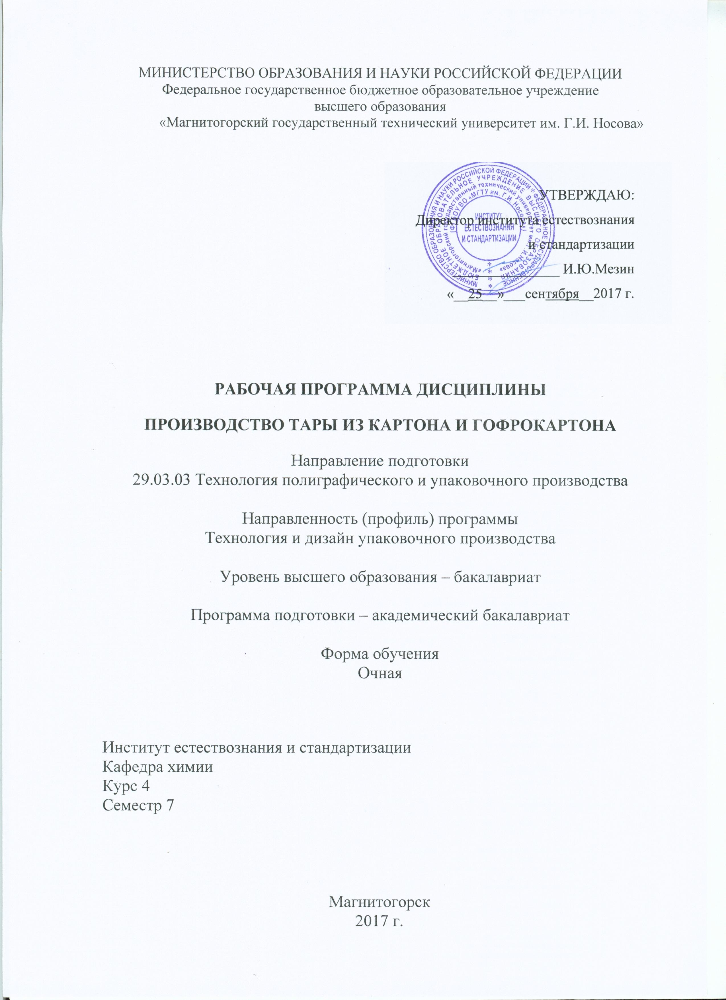 МИНИСТЕРСТВО ОБРАЗОВАНИЯ И НАУКИ РОССИЙСКОЙ ФЕДЕРАЦИИ
Федеральное государственное бюджетное образовательное учреждение
высшего образования
«Магнитогорский государственный технический университет им. Г.И. Носова»
УТВЕРЖДАЮ:
Директор института естествознания
и стандартизации
И.Ю.Мезин
«__25__»___сентября__2017 г.
МИНИСТЕРСТВО ОБРАЗОВАНИЯ И НАУКИ РОССИЙСКОЙ ФЕДЕРАЦИИ * ФЕДЕРАЛЬНОЕ ГОСУДАРСТВЕННОЕ
БЮДЖЕТНОЕ ОБРАЗОВАТЕЛЬНОЕ УЧРЕЖДЕНИЕ ВЫСШЕГО ОБРАЗОВАНИЯ
«Магнитогорский государственный технический университет им. Г.И. Носова»
(ФГБОУ ВО «МГТУ им. Г.И. Носова»)
ИНСТИТУТ
ЕСТЕСТВОЗНАНИЯ
И СТАНДАРТИЗАЦИИ
РАБОЧАЯ ПРОГРАММА ДИСЦИПЛИНЫ
ПРОИЗВОДСТВО ТАРЫ ИЗ КАРТОНА И ГОФРОКАРТОНА
Направление подготовки
29.03.03 Технология полиграфического и упаковочного производства
Направленность (профиль) программы
Технология и дизайн упаковочного производства
Уровень высшего образования – бакалавриат
Программа подготовки – академический бакалавриат
Форма обучения
Очная
Институт естествознания и стандартизации
Кафедра химии
Курс 4
Семестр 7
Магнитогорск
2017 г.